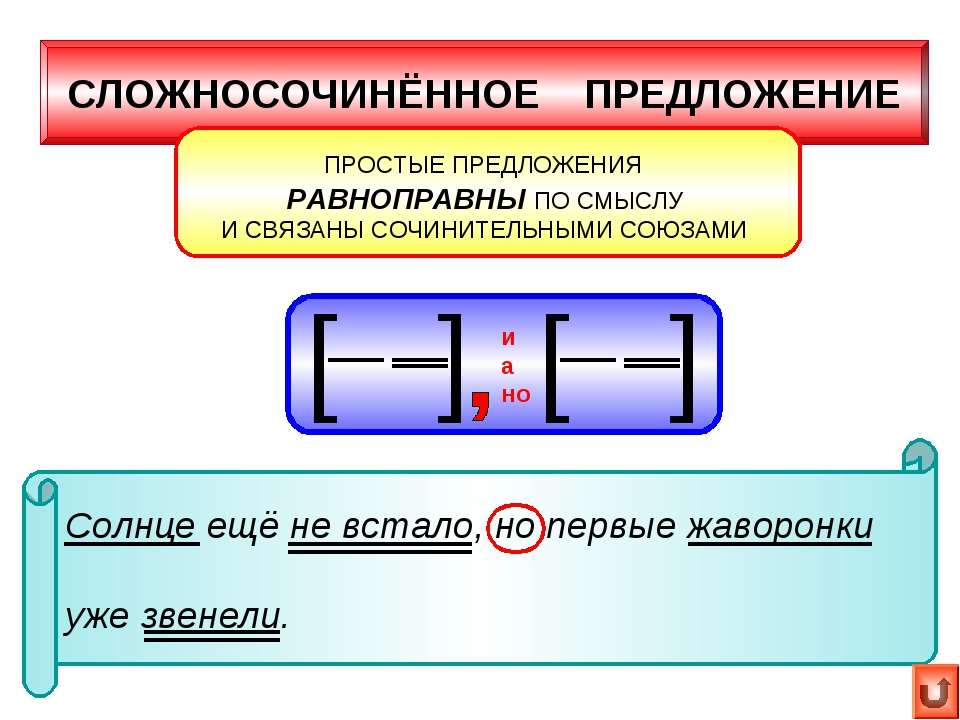 СЛОЖНОСОЧИНЁННОЕ ПРЕДЛОЖЕНИЕ
ПРОСТЫЕ ПРЕДЛОЖЕНИЯ
РАВНОПРАВНЫ ПО СМЫСЛУ
И СВЯЗАНЫ СОЧИНИТЕЛЬНЫМИ СОЮЗАМИ
[ ], [ ]
и
а
но
Солнце ещё не встало, но первые жаворонки
уже звенели.